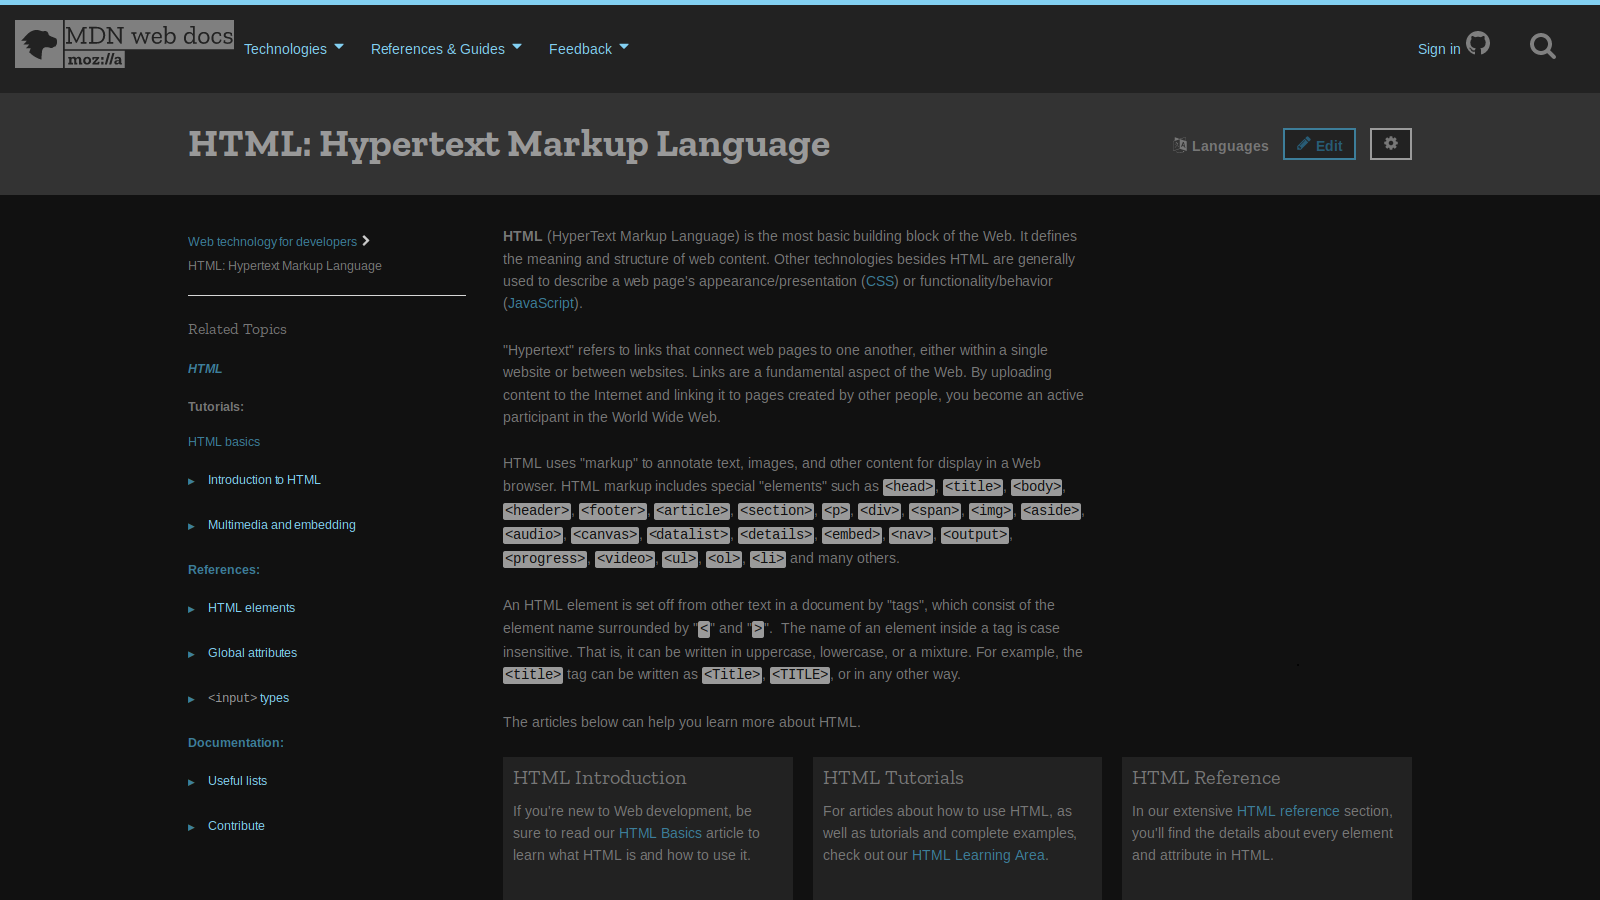 MDN web docs
moz://a
Technologies
References & Guides
Feedback
Sign in
HTML: Hypertext Markup Language
Languages
Edit
Web technology for developers
HTML: Hypertext Markup Language
Related Topics
HTML
Tutorials:
HTML basics
Introduction to HTML
Multimedia and embedding
References:
HTML elements
Global attributes
<input> types
Documentation:
Useful lists
Contribute
HTML (HyperText Markup Language) is the most basic building block of the Web. It defines
the meaning and structure of web content. Other technologies besides HTML are generally
used to describe a web page's appearance/presentation (CSS) or functionality/behavior
(JavaScript).
"Hypertext" refers to links that connect web pages to one another, either within a single
website or between websites. Links are a fundamental aspect of the Web. By uploading
content to the Internet and linking it to pages created by other people, you become an active
participant in the World Wide Web.
HTML uses "markup" to annotate text, images, and other content for display in a Web
browser. HTML markup includes special "elements" such as <head>, <title>, <body>,
<header>, <footer>, <article>, <section>, <p>, <div>, <span>, <img>, <aside>,
<audio>, <canvas>, <datalist>, <details>, <embed>, <nav>, <output>,
<progress>, <video>, <ul>, <ol>, <li> and many others.
An HTML element is set off from other text in a document by "tags", which consist of the
element name surrounded by "<" and ">".  The name of an element inside a tag is case
insensitive. That is, it can be written in uppercase, lowercase, or a mixture. For example, the
<title> tag can be written as <Title>, <TITLE>, or in any other way.
The articles below can help you learn more about HTML.
HTML Introduction
If you're new to Web development, be
sure to read our HTML Basics article to
learn what HTML is and how to use it.
HTML Tutorials
For articles about how to use HTML, as
well as tutorials and complete examples,
check out our HTML Learning Area.
HTML Reference
In our extensive HTML reference section,
you'll find the details about every element
and attribute in HTML.